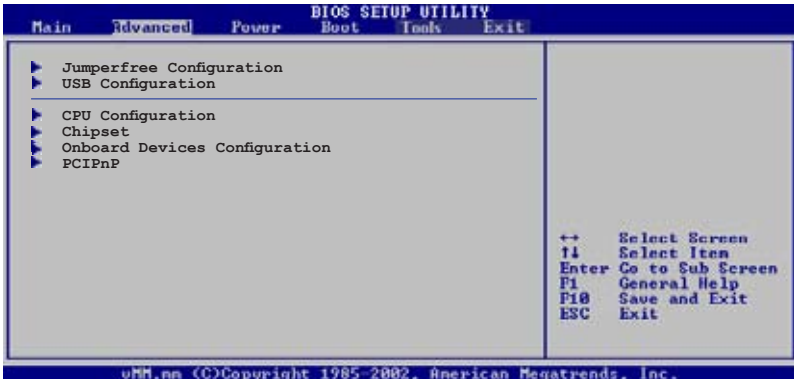 BIOS SETUP UTILITY
Main Advanced Power Boot Tools Exit
Jumperfree Configuration
USB Configuration
CPU Configuration
Chipset
Onboard Devices Configuration
PCIPnP
←→ Select Screen
↑↓ Select Item
Enter Go to Sub Screen
F1 General Help
F10 Save and Exit
ESC Exit
vMM.mm (C)Copyright 1985-2002, American Megatrends, Inc.